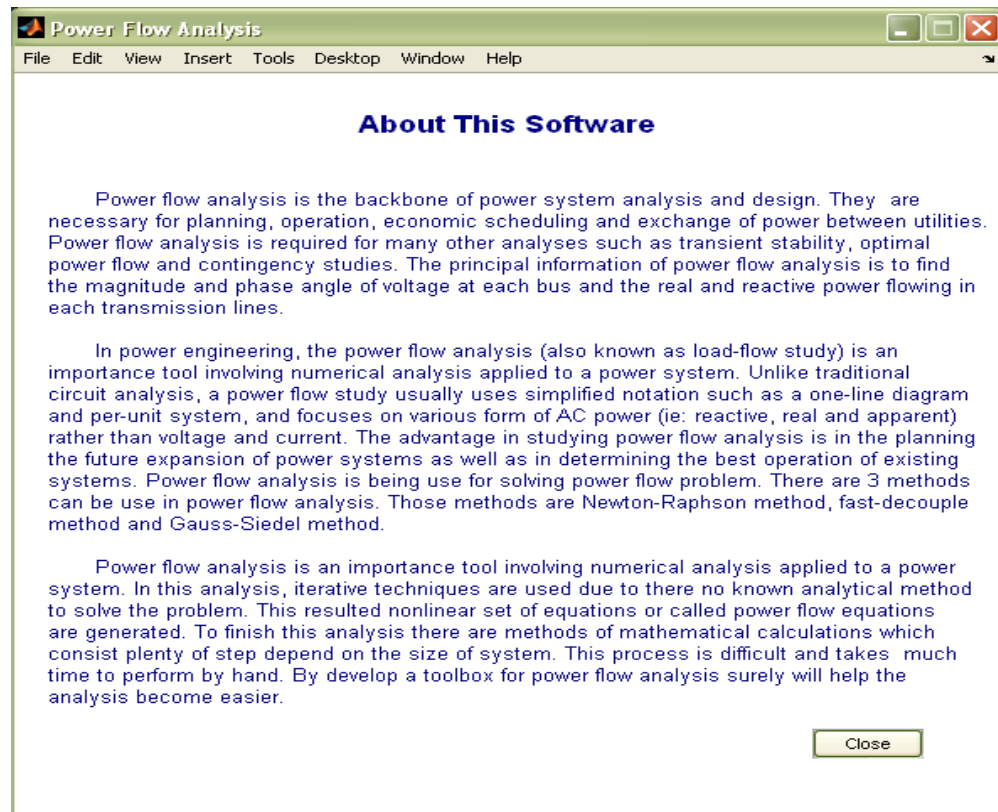 Power Flow Analysis
File Edit View Insert Tools Desktop Window Help
About This Software
Power flow analysis is the backbone of power system analysis and design. They are
necessary for planning, operation, economic scheduling and exchange of power between utilities.
Power flow analysis is required for many other analyses such as transient stability, optimal
power flow and contingency studies. The principal information of power flow analysis is to find
the magnitude and phase angle of voltage at each bus and the real and reactive power flowing in
each transmission lines.
In power engineering, the power flow analysis (also known as load-flow study) is an
importance tool involving numerical analysis applied to a power system. Unlike traditional
circuit analysis, a power flow study usually uses simplified notation such as a one-line diagram
and per-unit system, and focuses on various form of AC power (ie: reactive, real and apparent)
rather than voltage and current. The advantage in studying power flow analysis is in the planning
the future expansion of power systems as well as in determining the best operation of existing
systems. Power flow analysis is being use for solving power flow problem. There are 3 methods
can be use in power flow analysis. Those methods are Newton-Raphson method, fast-decouple
method and Gauss-Siedel method.
Power flow analysis is an importance tool involving numerical analysis applied to a power
system. In this analysis, iterative techniques are used due to there no known analytical method
to solve the problem. This resulted nonlinear set of equations or called power flow equations
are generated. To finish this analysis there are methods of mathematical calculations which
consist plenty of step depend on the size of system. This process is difficult and takes much
time to perform by hand. By develop a toolbox for power flow analysis surely will help the
analysis become easier.
Close